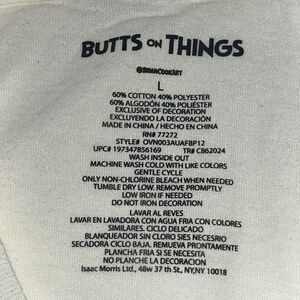 BUTTS ON THINGS
@BRIANCOOKART
L
60% COTTON 40% POLYESTER
60% ALGODÓN 40% POLIÉSTER
EXCLUSIVE OF DECORATION
EXCLUYENDO LA DECORACIÓN
MADE IN CHINA / HECHO EN CHINA
RN# 77272
STYLE# OVN003AUAFBP12
UPC# 197347856169 TR# C862024
WASH INSIDE OUT
MACHINE WASH COLD WITH LIKE COLORS
GENTLE CYCLE
ONLY NON-CHLORINE BLEACH WHEN NEEDED
TUMBLE DRY LOW. REMOVE PROMPTLY
LOW IRON IF NEEDED
DO NOT IRON DECORATION
LAVAR AL REVES
LAVAR EN LAVADORA CON AGUA FRIA CON COLORES
SIMILARES. CICLO DELICADO
BLANQUEADOR SIN CLORO SIES NECESIO
SECADORA CICLO BAJA. REMUEVA PRONTAMENTE
PLANCHA FRIA SI SE NECESITA
NO PLANCHE LA DECORACION
Isaac Morris Ltd., 48w 37 th St., NY,NY 10018